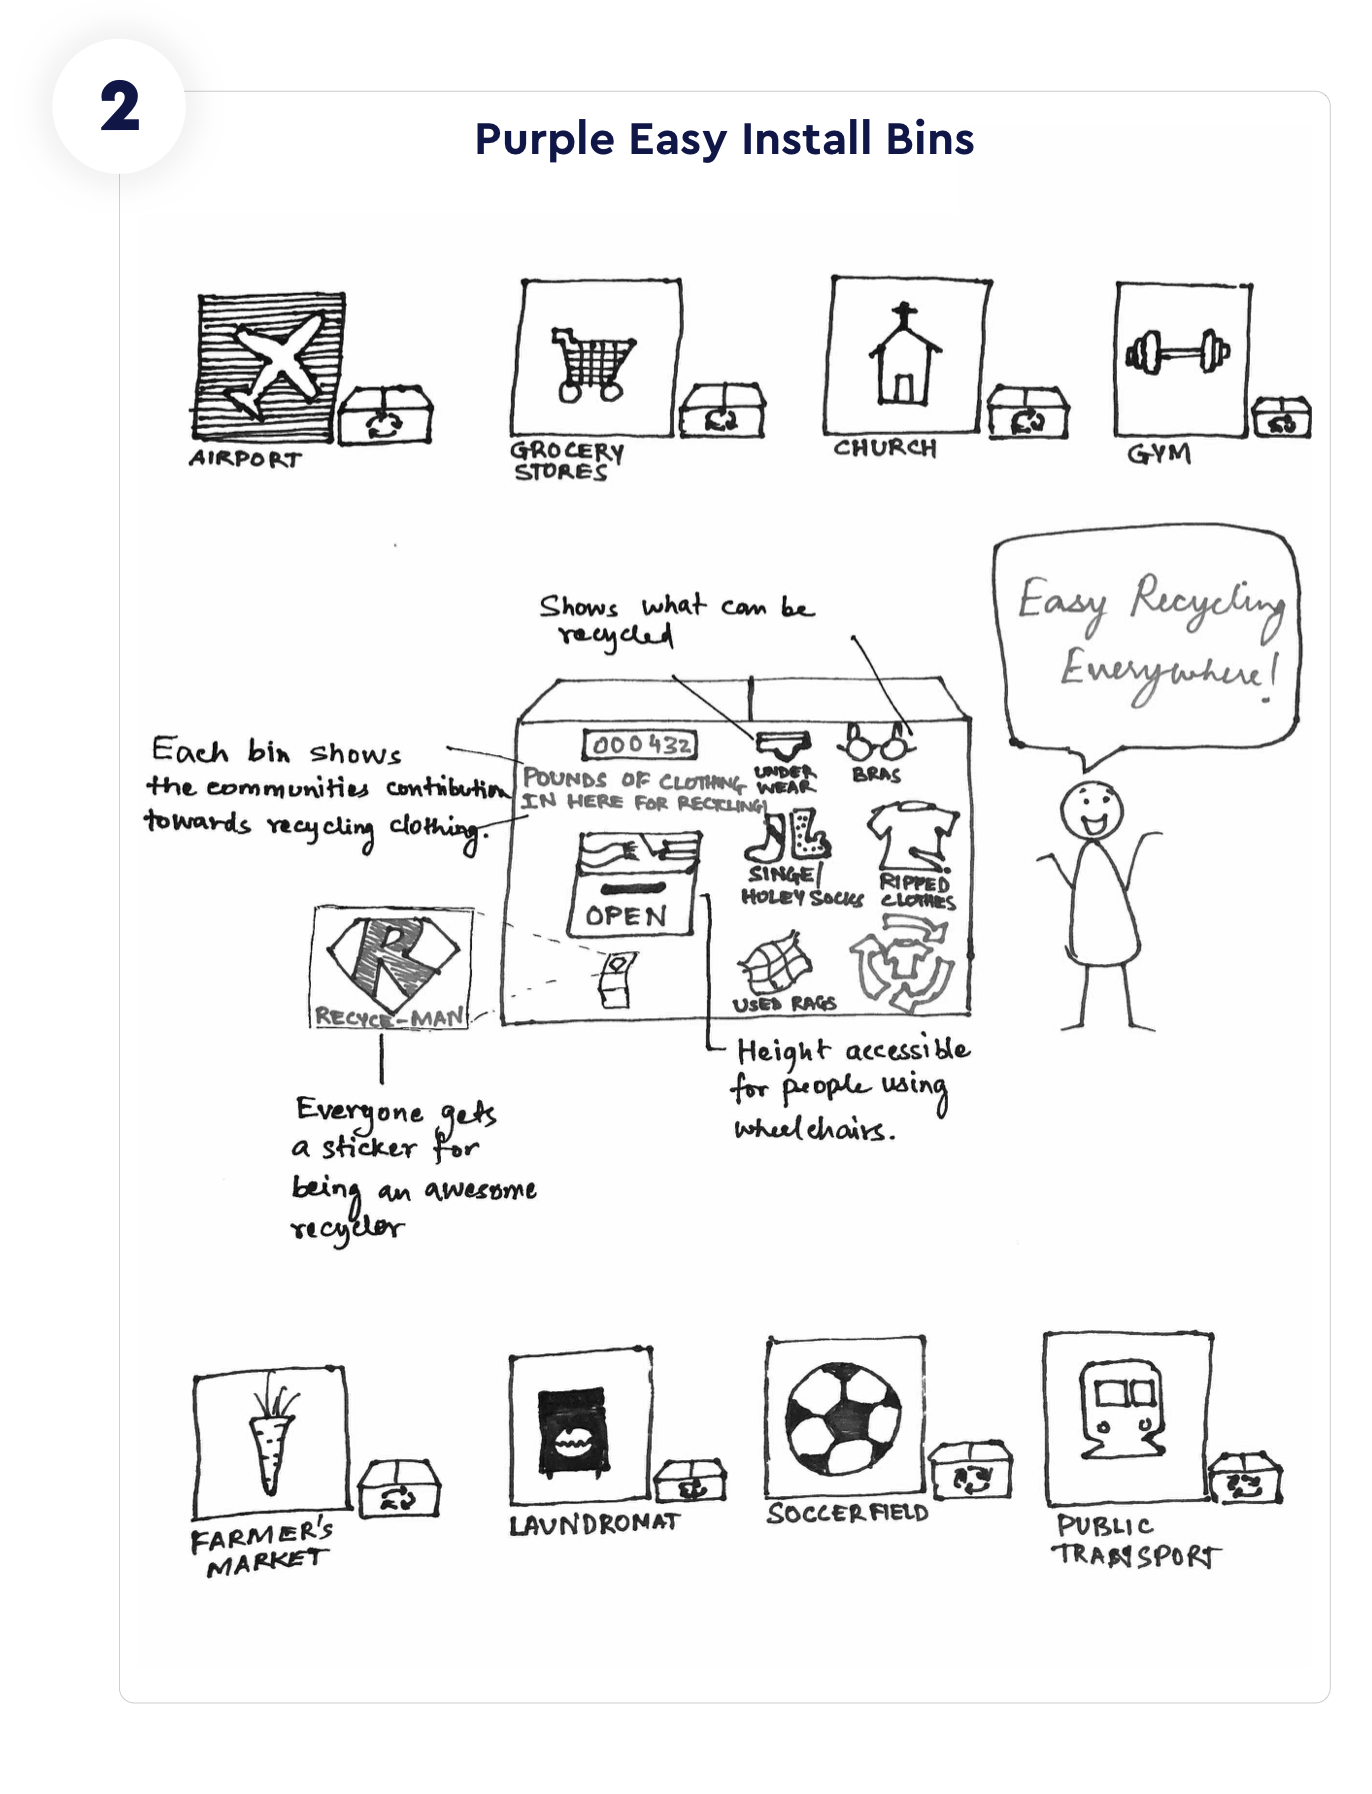 2
Purple Easy Install Bins
AIRPORT
GROCERY
STORES
CHURCH
GYM
Easy Recycling
Everywhere!
Shows what can be
recycled
Each bin shows
the communities contribution
towards recycling clothing.
000432
POUNDS OF CLOTHING
IN HERE FOR RECYLING!
UNDER
WEAR
BRAS
SINGE/
HOLEY SOCKS
RIPPED
CLOTHES
OPEN
USED RAGS
R
RECYCE-MAN
Height accessible
for people using
wheelchairs.
Everyone gets
a sticker for
being an awesome
recycler
FARMER'S
MARKET
LAUNDROMAT
SOCCER FIELD
PUBLIC
TRANSPORT